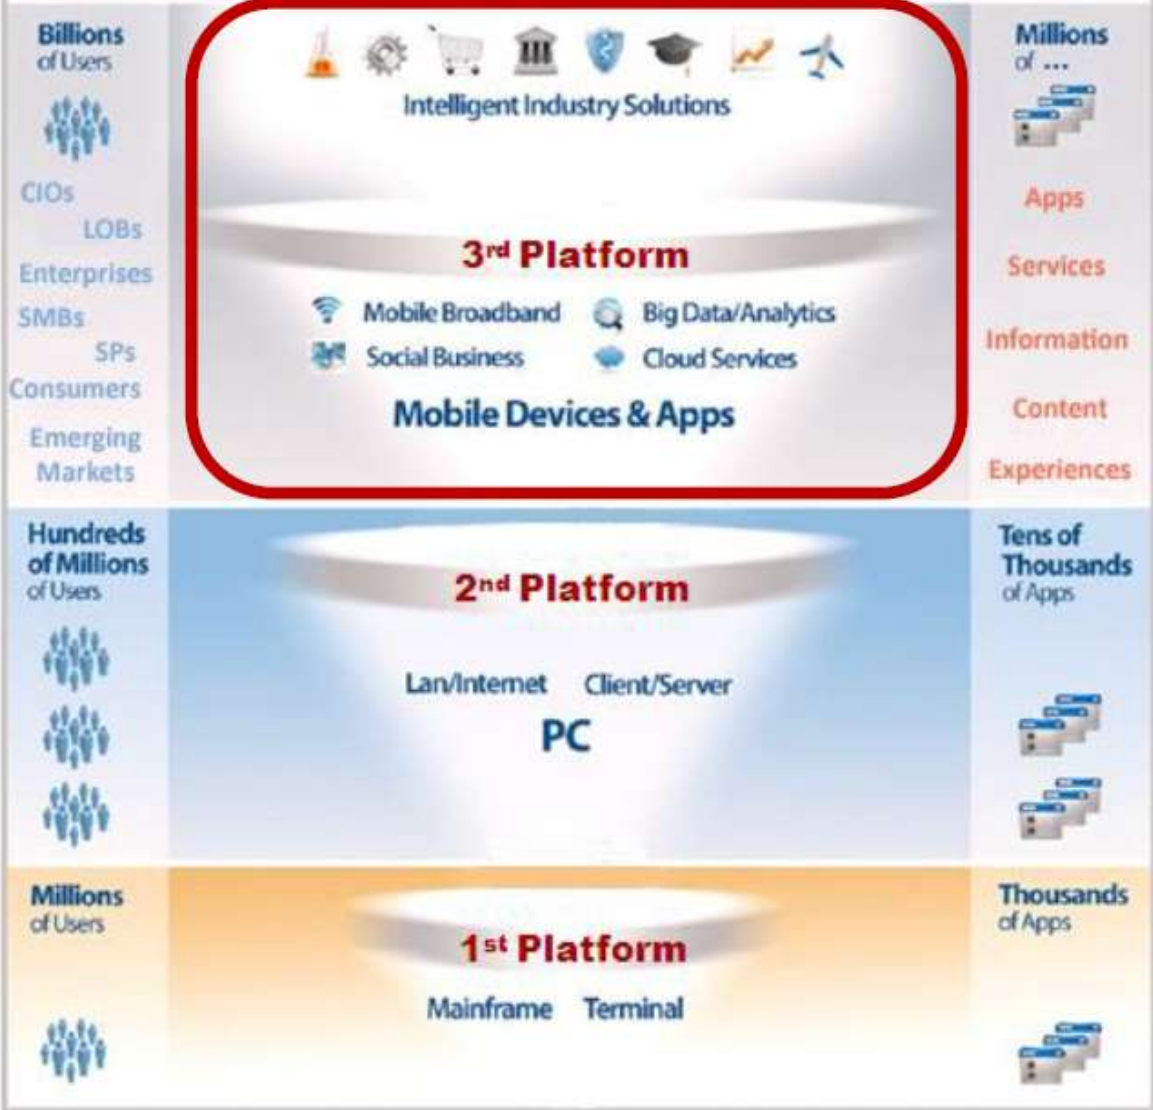 Billions
of Users
CIOs
LOBs
Enterprises
SMBs
SPs
Consumers
Emerging
Markets
Intelligent Industry Solutions
3rd Platform
Mobile Broadband
Big Data/Analytics
Social Business
Cloud Services
Mobile Devices & Apps
Millions
of ...
Apps
Services
Information
Content
Experiences
Hundreds
of Millions
of Users
2nd Platform
Lan/Internet
Client/Server
PC
Tens of
Thousands
of Apps
Millions
of Users
1st Platform
Mainframe
Terminal
Thousands
of Apps